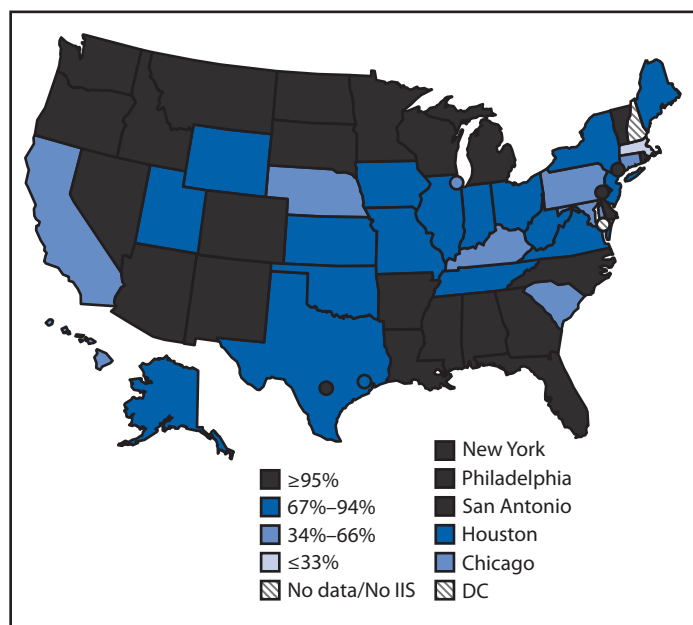 ≥95%
67%–94%
34%–66%
≤33%
No data/No IIS
New York
Philadelphia
San Antonio
Houston
Chicago
DC